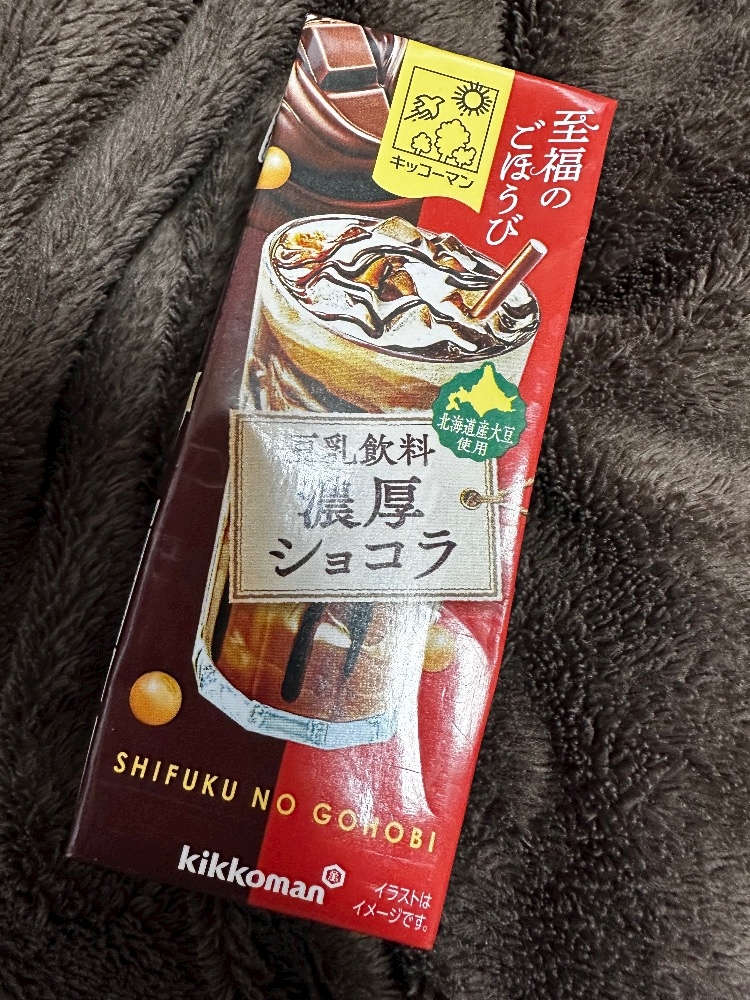 キッコーマン
至福の
ごほうび
北海道産大豆
使用
豆乳飲料
濃厚
ショコラ
SHIFUKU NO GOHOBI
kikkoman
イラストは
イメージです。